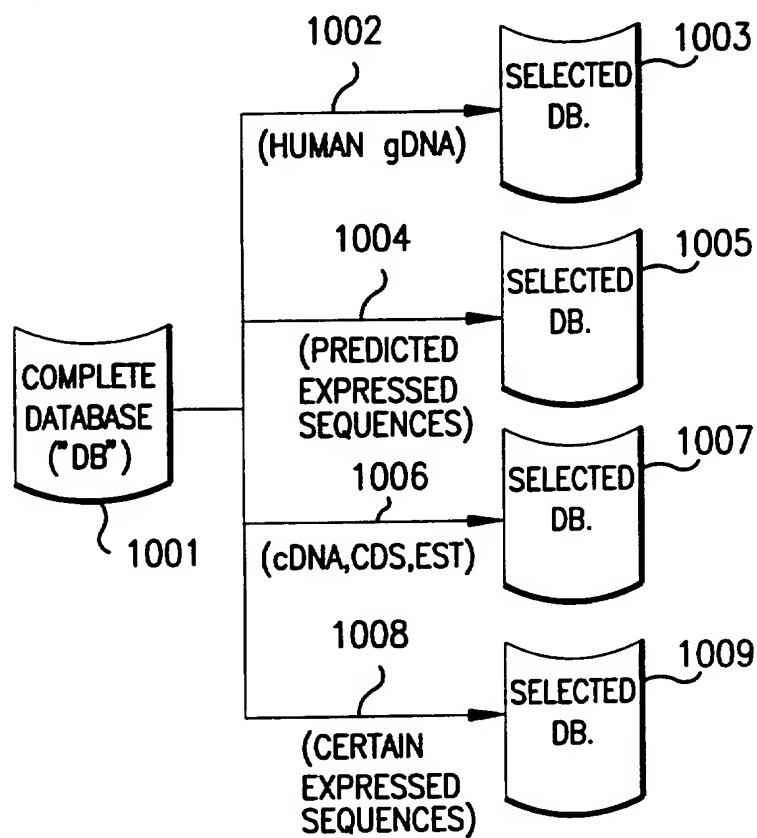 1002
1003
SELECTED
DB.
(HUMAN gDNA)
1004
1005
SELECTED
DB.
(PREDICTED
EXPRESSED
SEQUENCES)
COMPLETE
DATABASE
("DB")
1001
1006
1007
SELECTED
DB.
(cDNA,CDS,EST)
1008
1009
SELECTED
DB.
(CERTAIN
EXPRESSED
SEQUENCES)